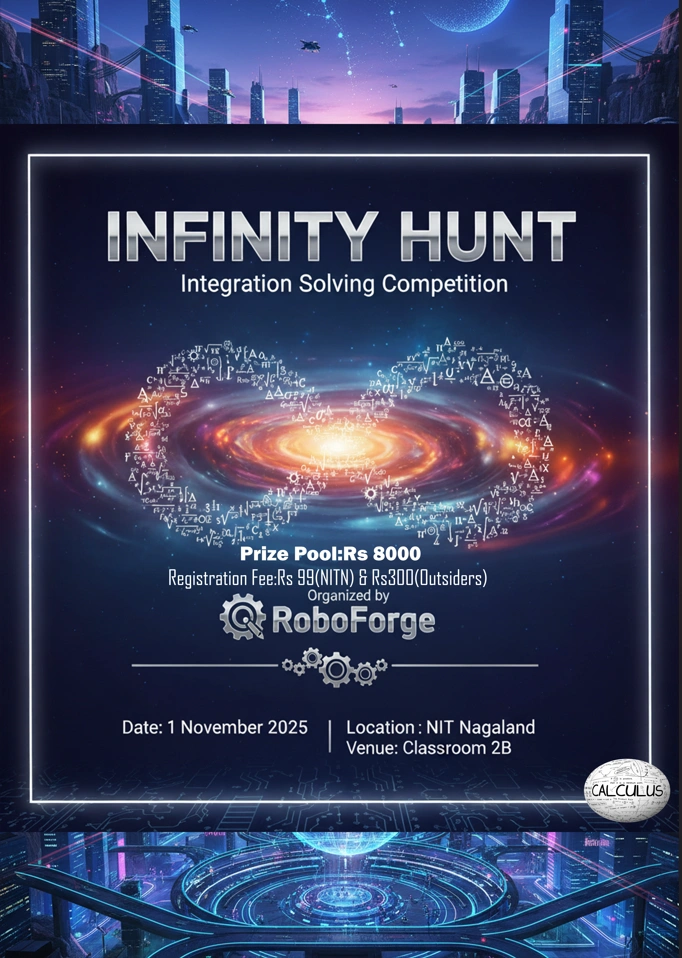 INFINITY HUNT
Integration Solving Competition
Prize Pool:Rs 8000
Registration Fee:Rs 99(NITN) & Rs300(Outsiders)
Organized by
RoboForge
Date: 1 November 2025
Location : NIT Nagaland
Venue: Classroom 2B
CALCULUS